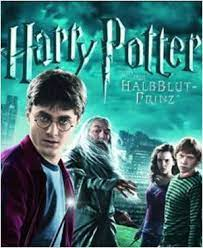 Harry Potter
UND DER
HALBBLUT-
PRINZ